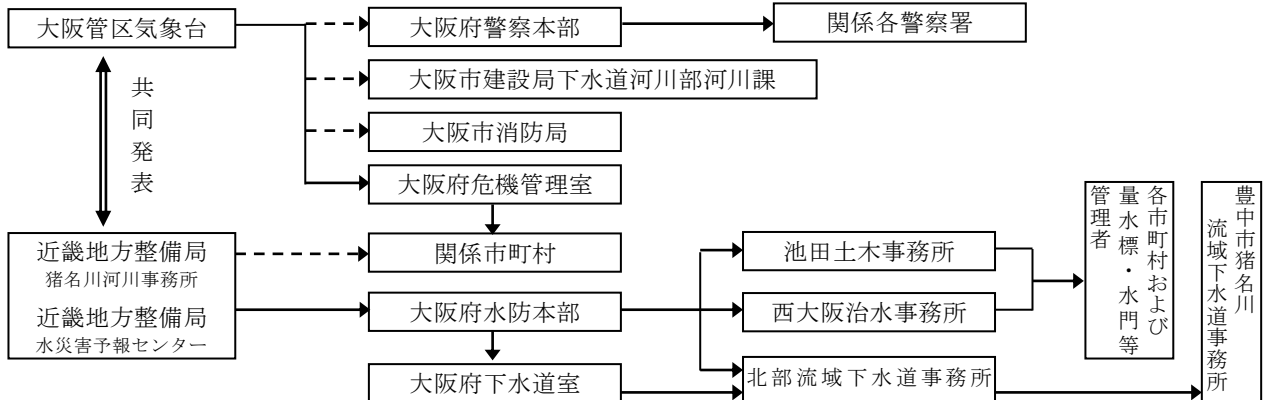 大阪管区気象台
大阪府警察本部
関係各警察署
大阪市建設局下水道河川部河川課
共同発表
大阪市消防局
大阪府危機管理室
近畿地方整備局
猪名川河川事務所
近畿地方整備局
水災害予報センター
関係市町村
大阪府水防本部
大阪府下水道室
池田土木事務所
西大阪治水事務所
北部流域下水道事務所
各市町村および
量水標・水門等
管理者
豊中市猪名川
流域下水道事務所